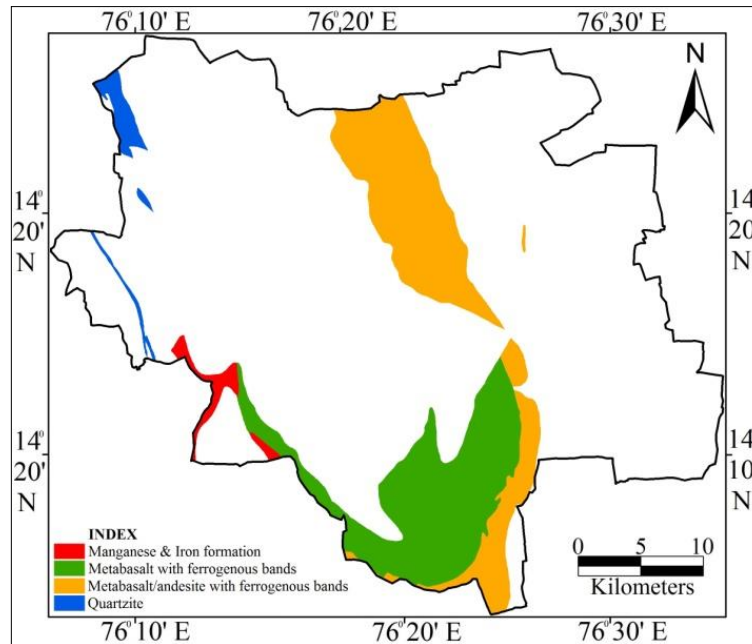 76° 10' E 76° 20' E 76° 30' E
N
14° 20' N
14° 20' N
14° 20' N
14° 10' N
INDEX
Manganese & Iron formation
Metabasalt with ferrogenous bands
Metabasalt/andesite with ferrogenous bands
Quartzite
0 5 10
Kilometers
76° 10' E 76° 20' E 76° 30' E